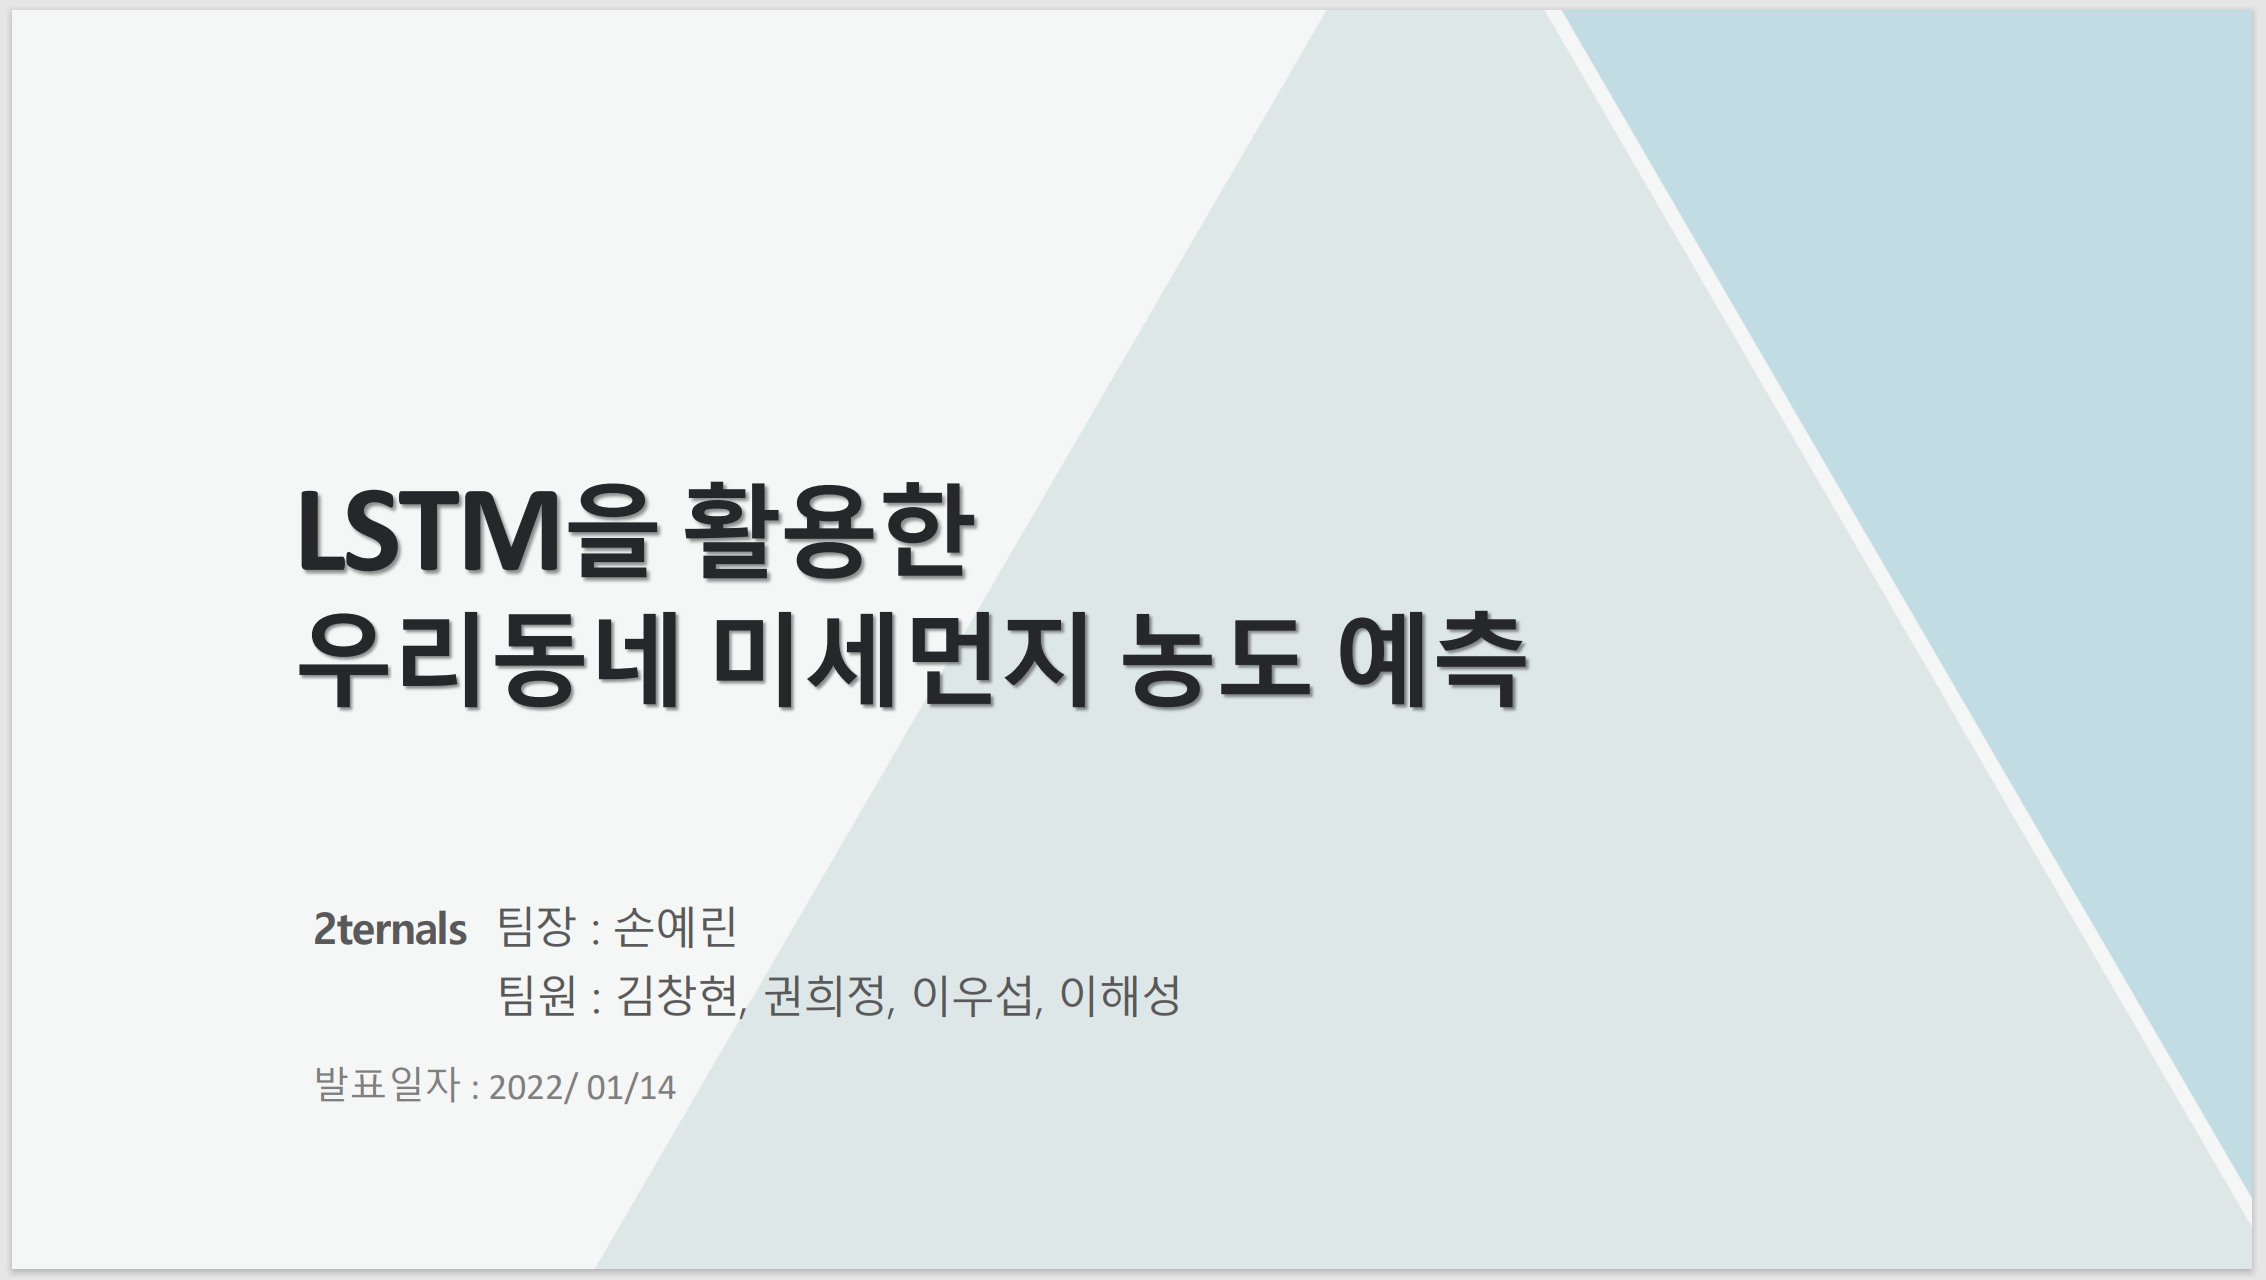 LSTM을 활용한
우리동네 미세먼지 농도 예측
2ternals 팀장 : 손예린
팀원 : 김창현, 권희정, 이우섭, 이해성
발표일자 : 2022/ 01/14